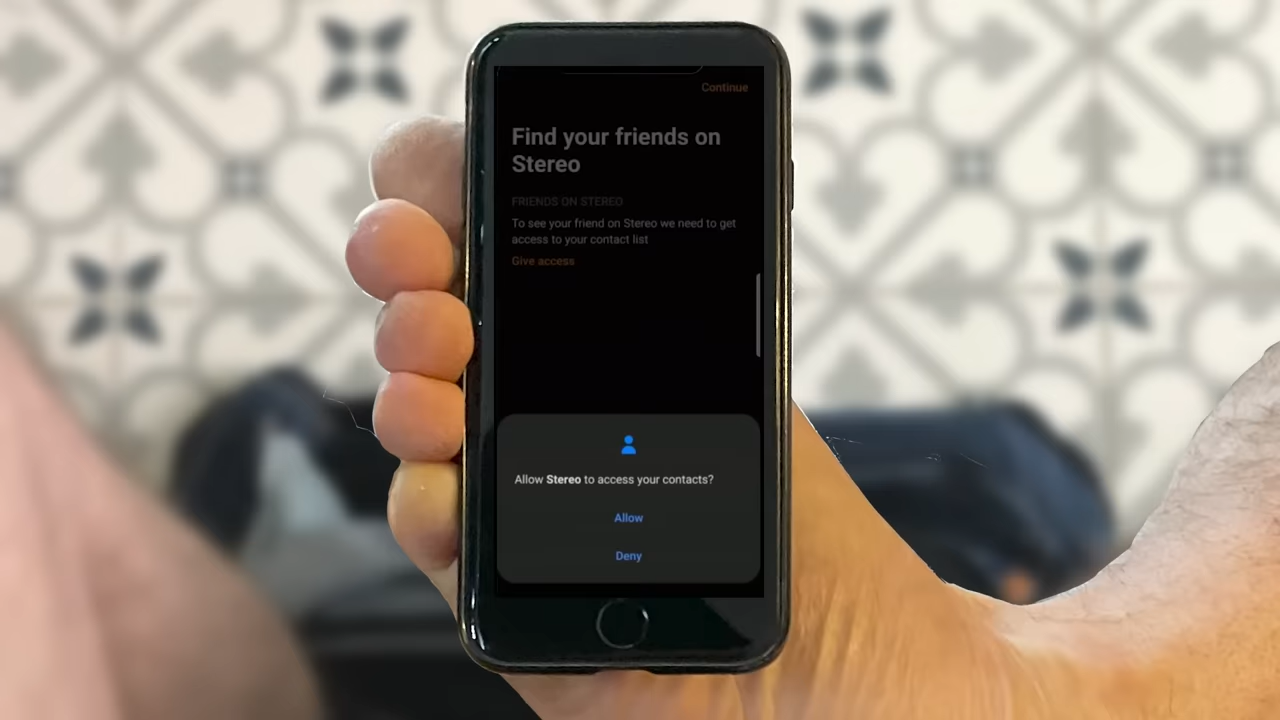 Continue
Find your friends on
Stereo
FRIENDS ON STEREO
To see your friend on Stereo we need to get
access to your contact list
Give access
Allow Stereo to access your contacts?
Allow
Deny